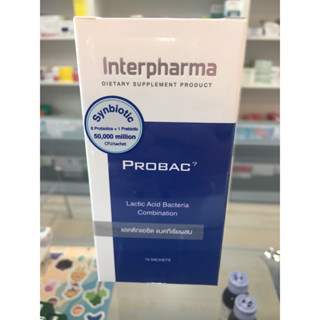 Interpharma
DIETARY SUPPLEMENT PRODUCT
Synbiotic
6 Probiotics + 1 Prebiotic
50,000 million
CFU/sachet
PROBAC⁷
Lactic Acid Bacteria
Combination
แลคติกแอซิด แบคทีเรียผสม
10 SACHETS